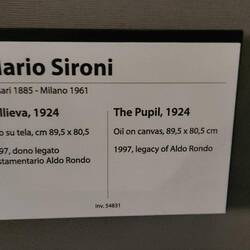 ario Sironi
sari 1885 - Milano 1961
llieva, 1924
o su tela, cm 89,5 x 80,5
997, dono legato
stamentario Aldo Rondo
The Pupil, 1924
Oil on canvas, 89,5 x 80,5 cm
1997, legacy of Aldo Rondo
inv. 54831